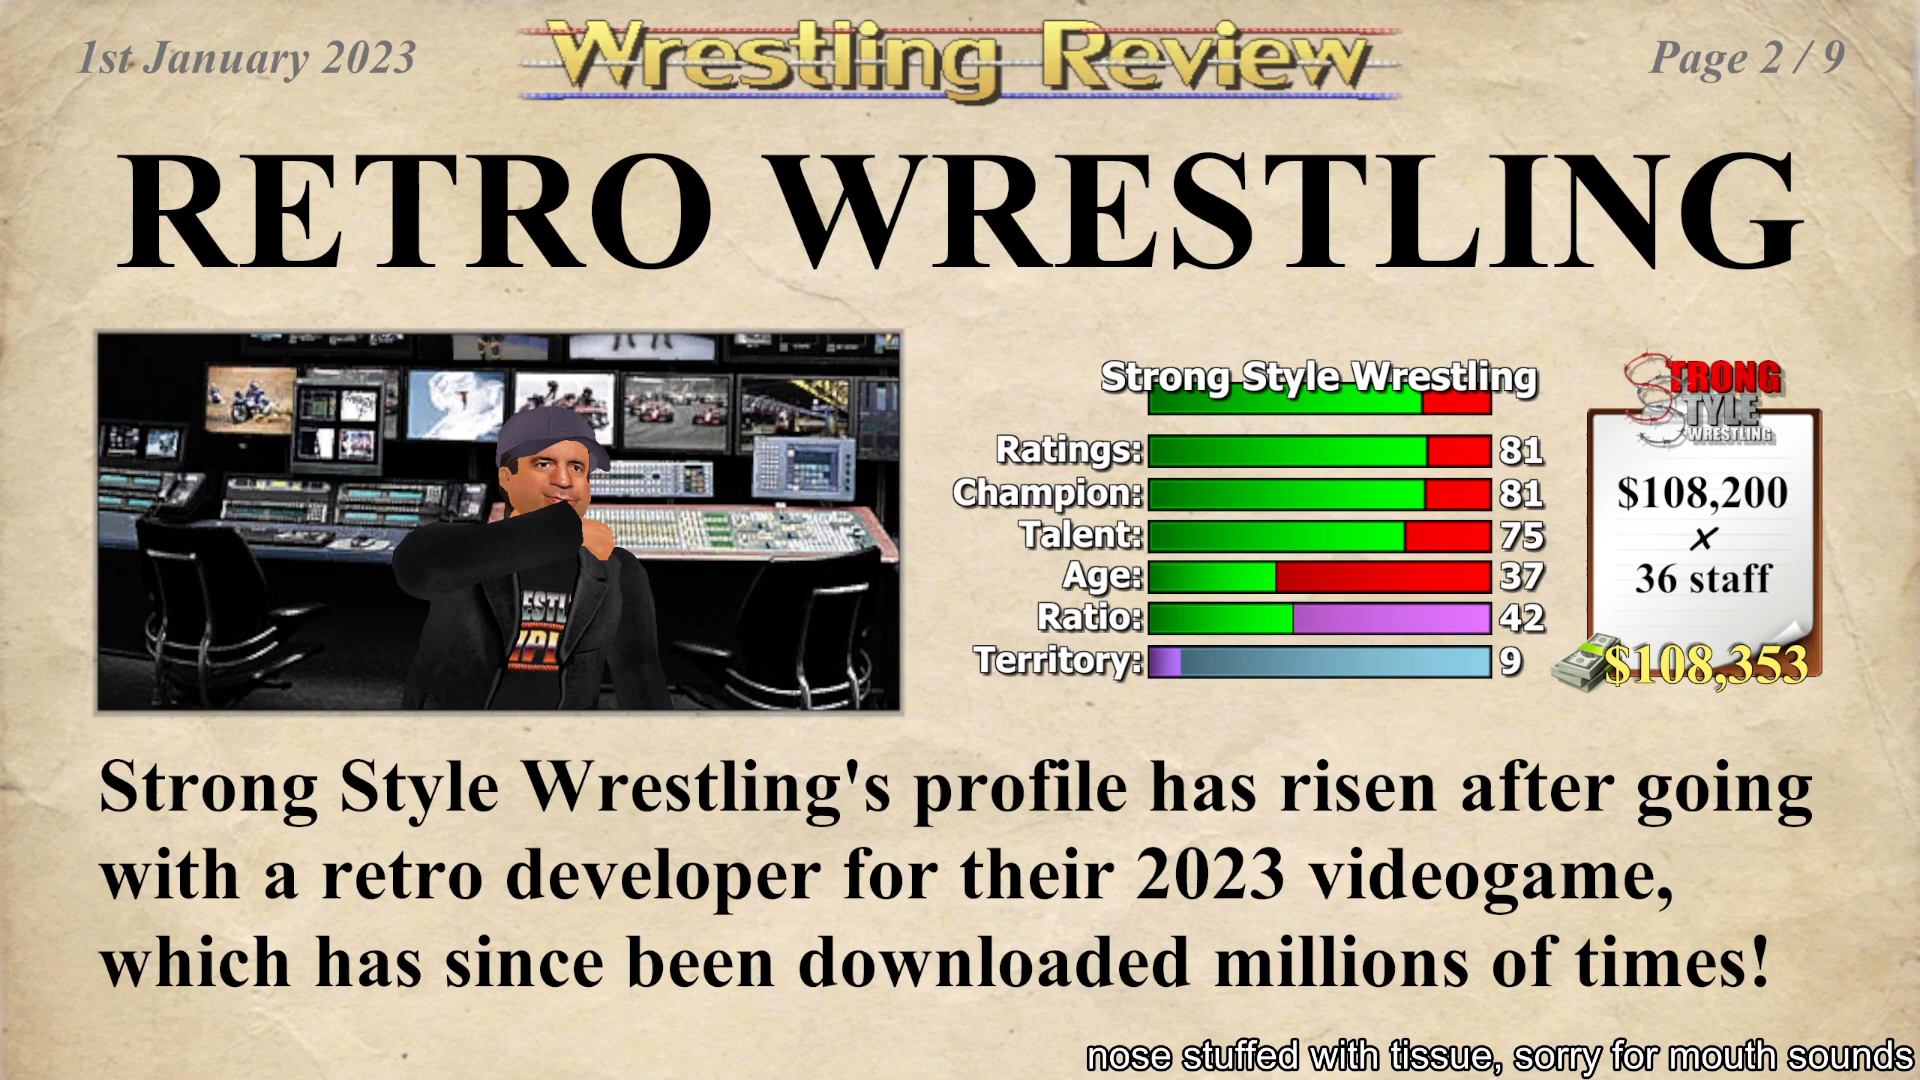 1st January 2023
Wrestling Review
Page 2 / 9
RETRO WRESTLING
Strong Style Wrestling
Ratings: 81
Champion: 81
Talent: 75
Age: 37
Ratio: 42
Territory: 9
STRONG
STYLE
WRESTLING
$108,200
×
36 staff
$108,353
Strong Style Wrestling's profile has risen after going
with a retro developer for their 2023 videogame,
which has since been downloaded millions of times!
nose stuffed with tissue, sorry for mouth sounds